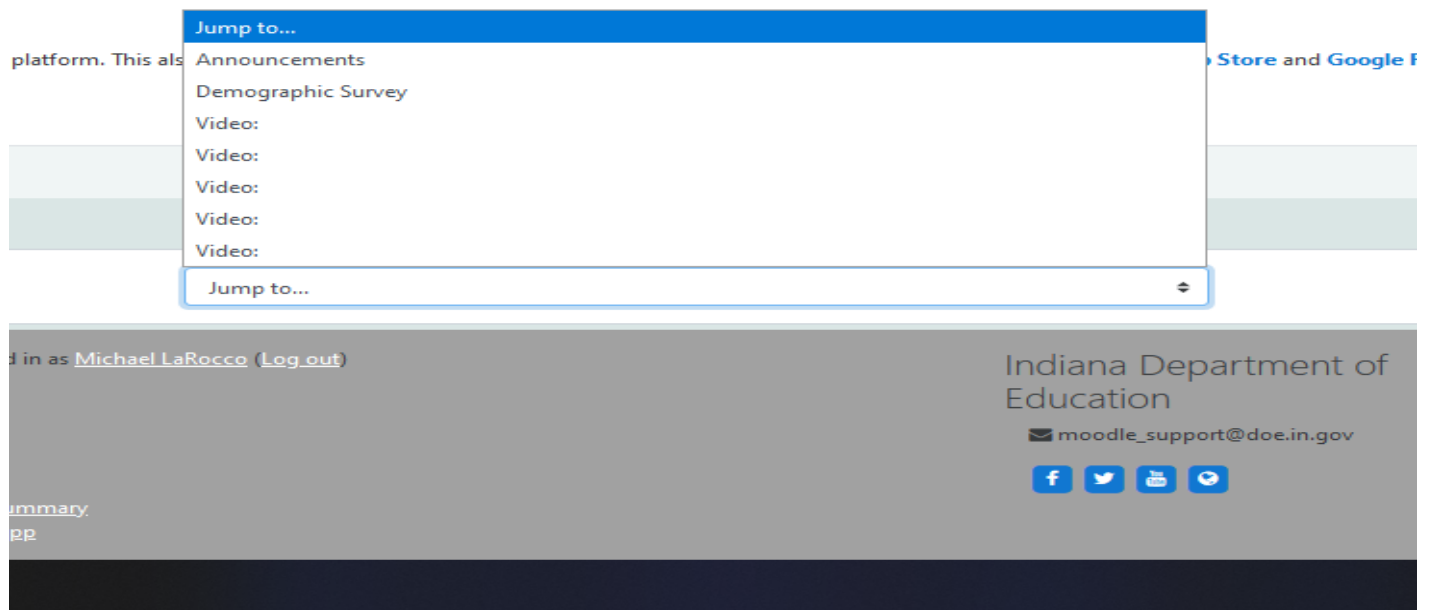 Jump to...
platform. This als
Announcements
Store and Google
Demographic Survey
Video:
Video:
Video:
Video:
Video:
Jump to...
d in as Michael LaRocco (Log out)
Indiana Department of
Education
moodle_support@doe.in.gov
ummary
pp